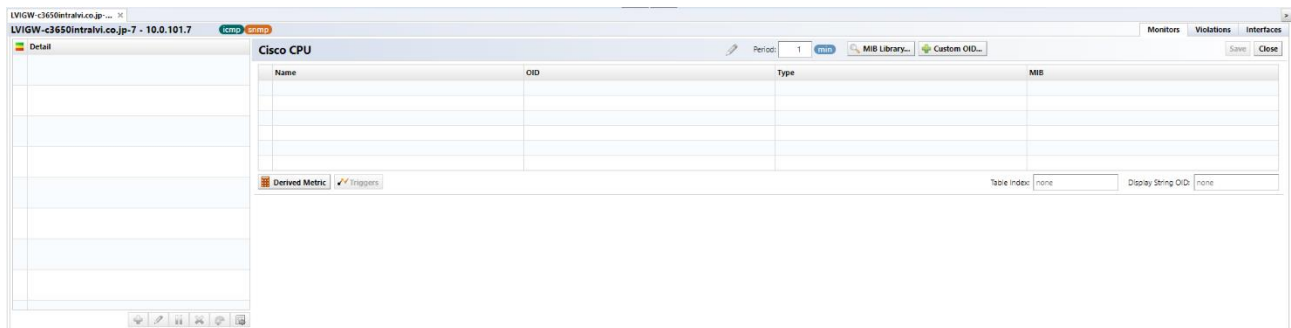 LVIGW-c3650intralvi.co.jp-...
LVIGW-c3650intralvi.co.jp-7 - 10.0.101.7 icmp snmp
Monitors Violations Interfaces
Detail
Cisco CPU
Period: 1 min MIB Library... Custom OID... Save Close
Name OID Type MIB
Derived Metric Triggers Table Index: none Display String OID: none